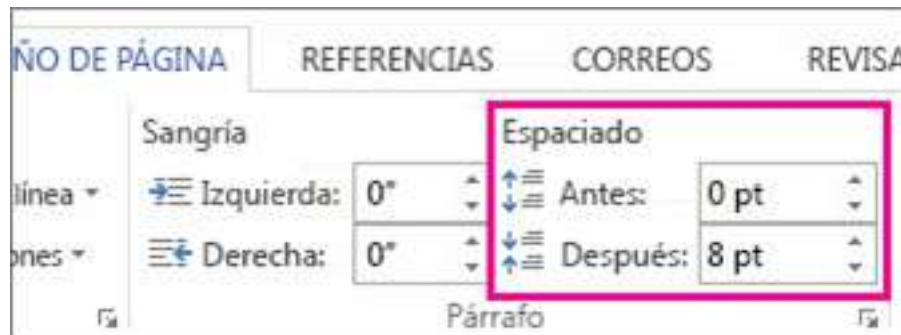 ÑO DE PÁGINA REFERENCIAS CORREOS REVISA
Sangría Espaciado
línea Izquierda: 0" Antes: 0 pt
ones Derecha: 0" Después: 8 pt
Párrafo